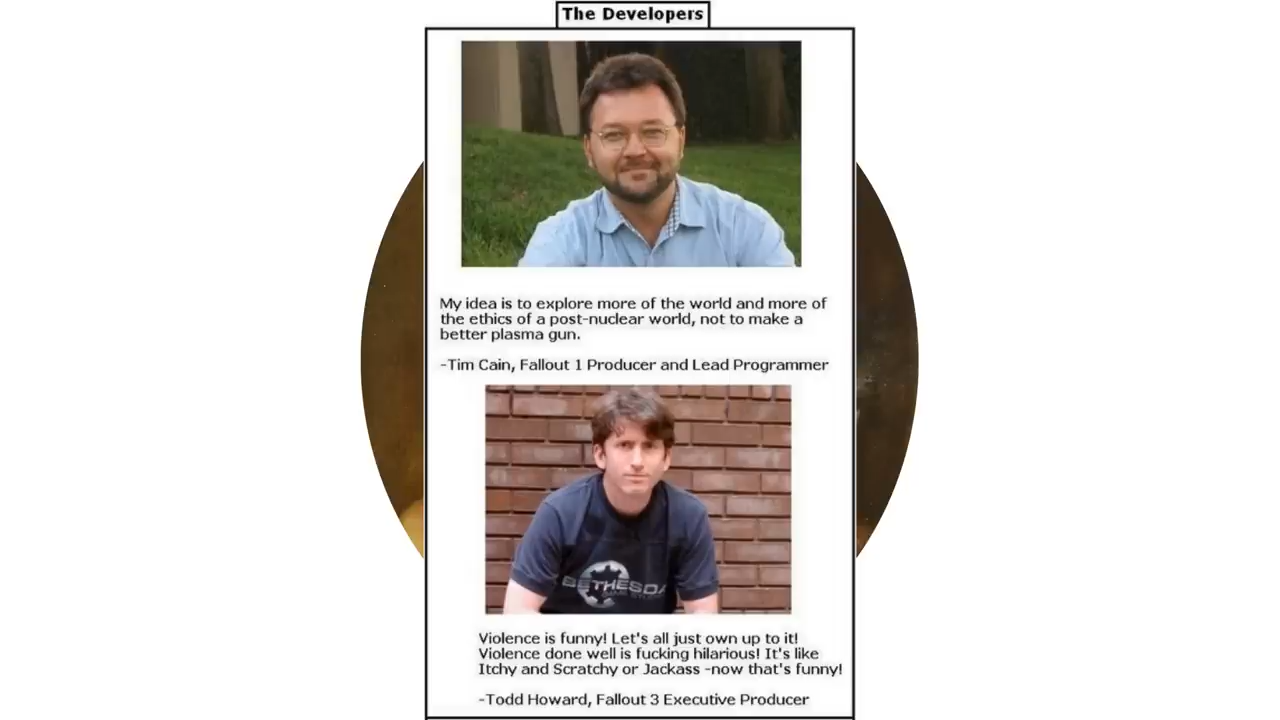 The Developers
My idea is to explore more of the world and more of
the ethics of a post-nuclear world, not to make a
better plasma gun.
-Tim Cain, Fallout 1 Producer and Lead Programmer
BETHESDA
GAME STUDIOS
Violence is funny! Let's all just own up to it!
Violence done well is fucking hilarious! It's like
Itchy and Scratchy or Jackass -now that's funny!
-Todd Howard, Fallout 3 Executive Producer